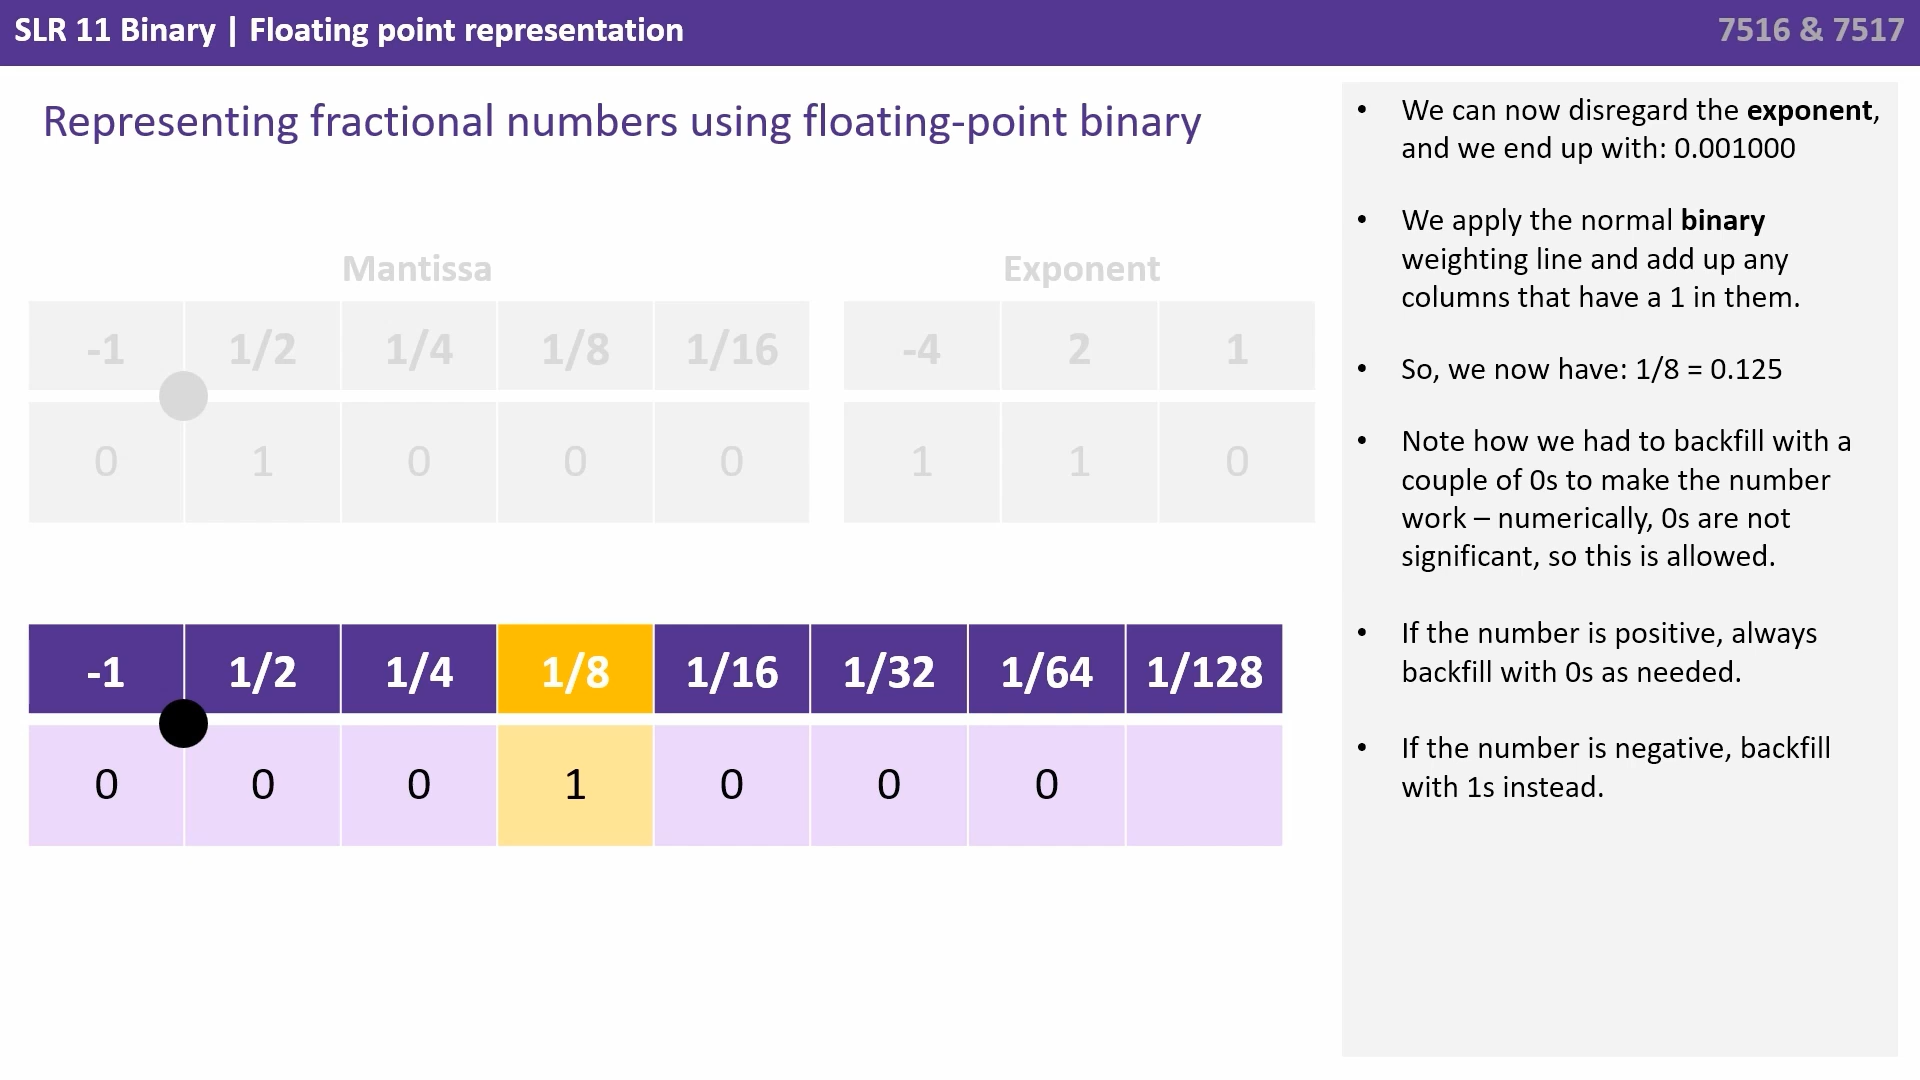 SLR 11 Binary | Floating point representation
7516 & 7517
Representing fractional numbers using floating-point binary
Mantissa Exponent
-1 1/2 1/4 1/8 1/16 -4 2 1
0 1 0 0 0 1 1 0
-1 1/2 1/4 1/8 1/16 1/32 1/64 1/128
0 0 0 1 0 0 0
• We can now disregard the exponent,
and we end up with: 0.001000
• We apply the normal binary
weighting line and add up any
columns that have a 1 in them.
• So, we now have: 1/8 = 0.125
• Note how we had to backfill with a
couple of 0s to make the number
work – numerically, 0s are not
significant, so this is allowed.
• If the number is positive, always
backfill with 0s as needed.
• If the number is negative, backfill
with 1s instead.